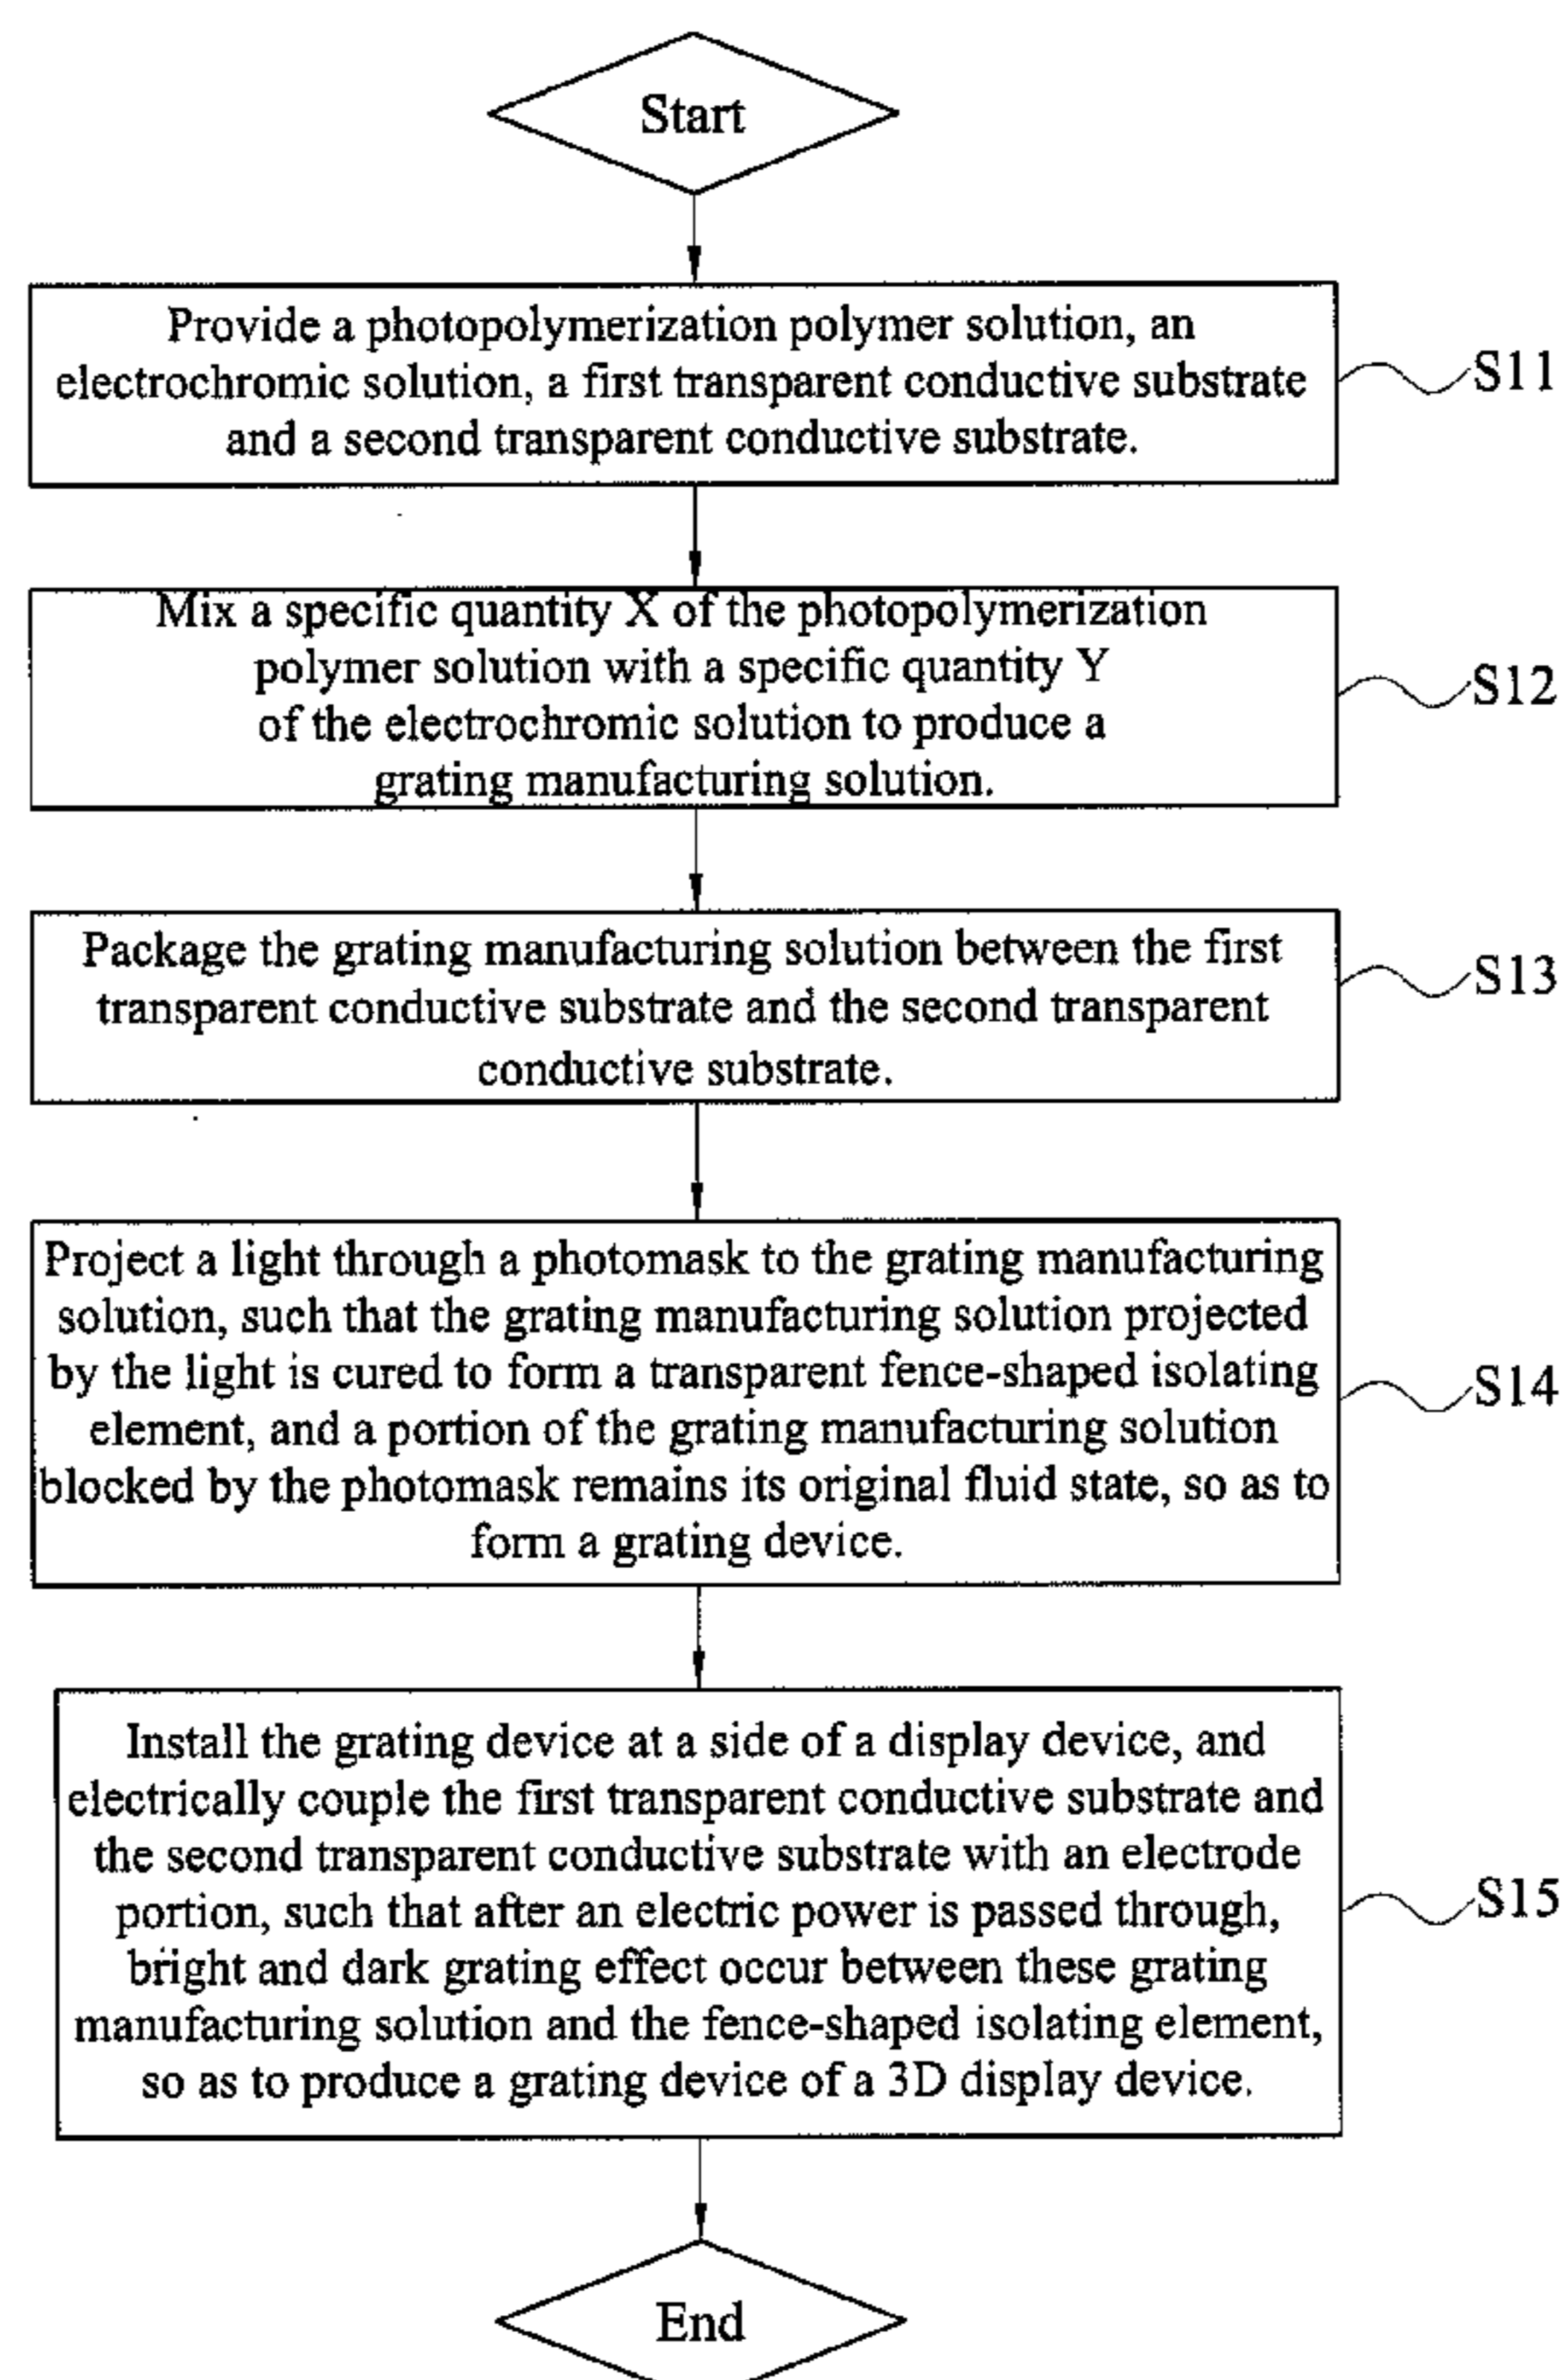 Start
Provide a photopolymerization polymer solution, an
electrochromic solution, a first transparent conductive substrate
and a second transparent conductive substrate.
S11
Mix a specific quantity X of the photopolymerization
polymer solution with a specific quantity Y
of the electrochromic solution to produce a
grating manufacturing solution.
S12
Package the grating manufacturing solution between the first
transparent conductive substrate and the second transparent
conductive substrate.
S13
Project a light through a photomask to the grating manufacturing
solution, such that the grating manufacturing solution projected
by the light is cured to form a transparent fence-shaped isolating
element, and a portion of the grating manufacturing solution
blocked by the photomask remains its original fluid state, so as to
form a grating device.
S14
Install the grating device at a side of a display device, and
electrically couple the first transparent conductive substrate and
the second transparent conductive substrate with an electrode
portion, such that after an electric power is passed through,
bright and dark grating effect occur between these grating
manufacturing solution and the fence-shaped isolating element,
so as to produce a grating device of a 3D display device.
S15
End